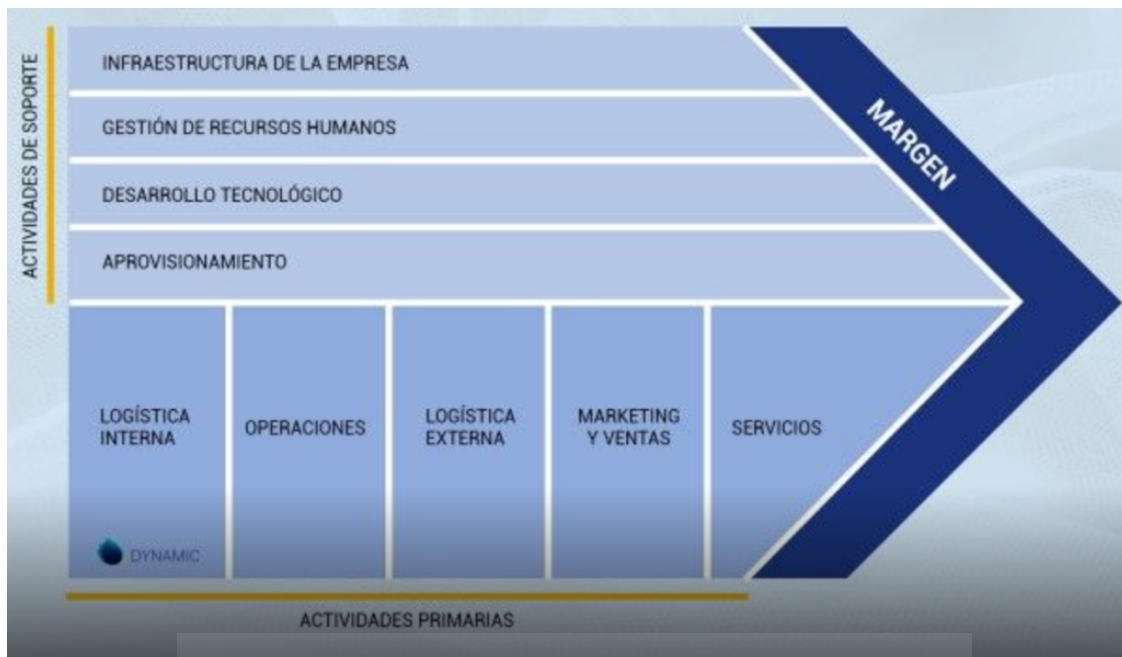 ACTIVIDADES DE SOPORTE
INFRAESTRUCTURA DE LA EMPRESA
GESTIÓN DE RECURSOS HUMANOS
DESARROLLO TECNOLÓGICO
APROVISIONAMIENTO
MARGEN
LOGÍSTICA
INTERNA
OPERACIONES
LOGÍSTICA
EXTERNA
MARKETING
Y VENTAS
SERVICIOS
DYNAMIC
ACTIVIDADES PRIMARIAS